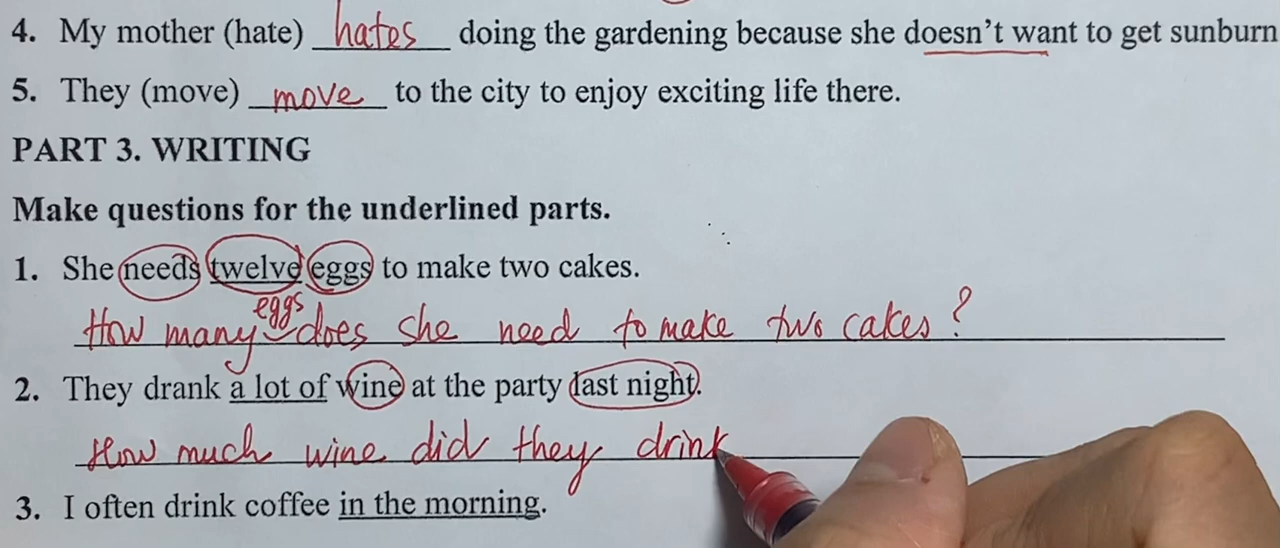 4. My mother (hate) hates doing the gardening because she doesn't want to get sunburn
5. They (move) move to the city to enjoy exciting life there.
PART 3. WRITING
Make questions for the underlined parts.
1. She needs twelve eggs to make two cakes.
How many eggs does she need to make two cakes?
2. They drank a lot of wine at the party last night.
How much wine did they drink
3. I often drink coffee in the morning.